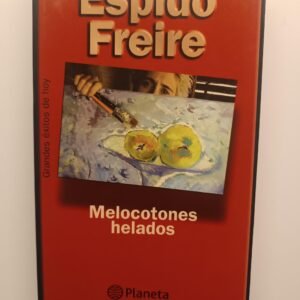 Espido
Freire
Grandes éxitos de hoy
Melocotones
helados
Planeta